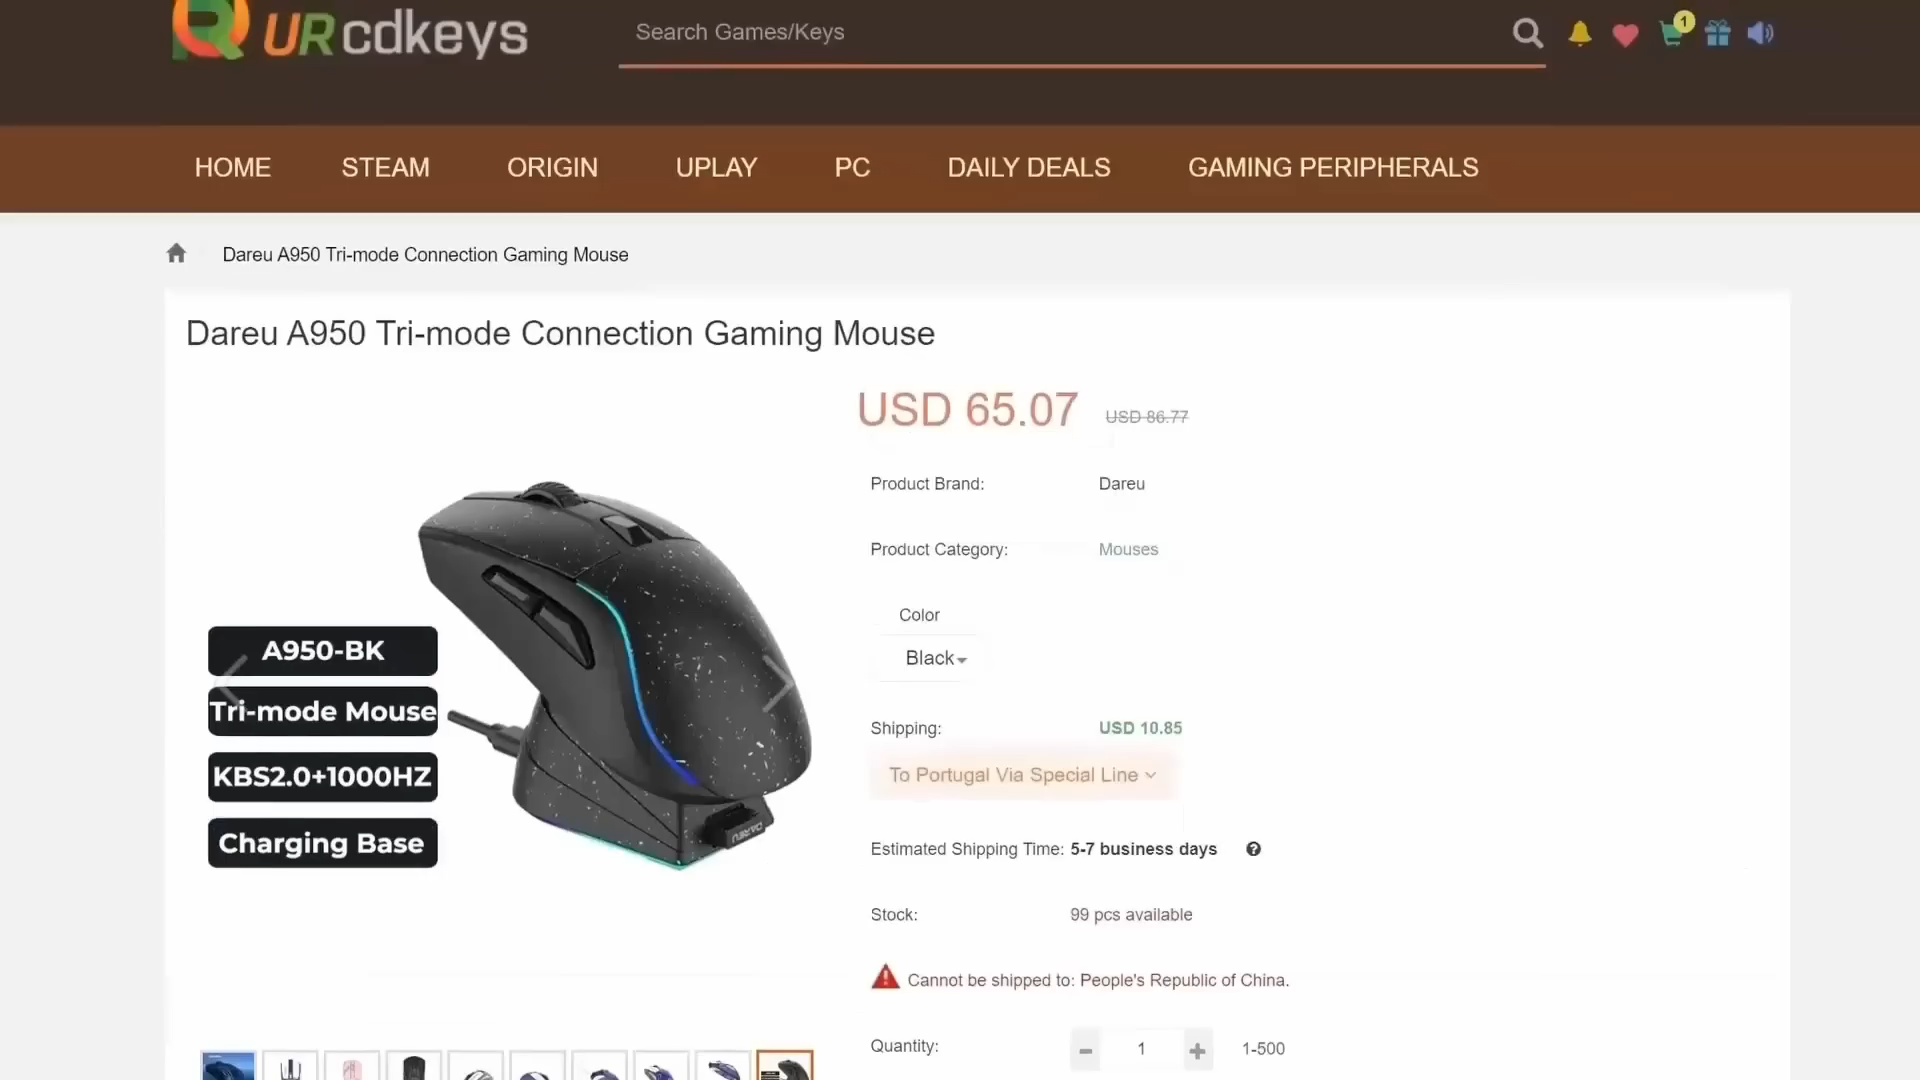 URcdkeys
Search Games/Keys
1
HOME STEAM ORIGIN UPLAY PC DAILY DEALS GAMING PERIPHERALS
Dareu A950 Tri-mode Connection Gaming Mouse
Dareu A950 Tri-mode Connection Gaming Mouse
USD 65.07 USD 86.77
Product Brand: Dareu
Product Category: Mouses
Color
Black
Shipping: USD 10.85
To Portugal Via Special Line
Estimated Shipping Time: 5-7 business days ?
Stock: 99 pcs available
Cannot be shipped to: People's Republic of China.
Quantity: - 1 + 1-500
A950-BK
Tri-mode Mouse
KBS2.0+1000HZ
Charging Base
DAREU